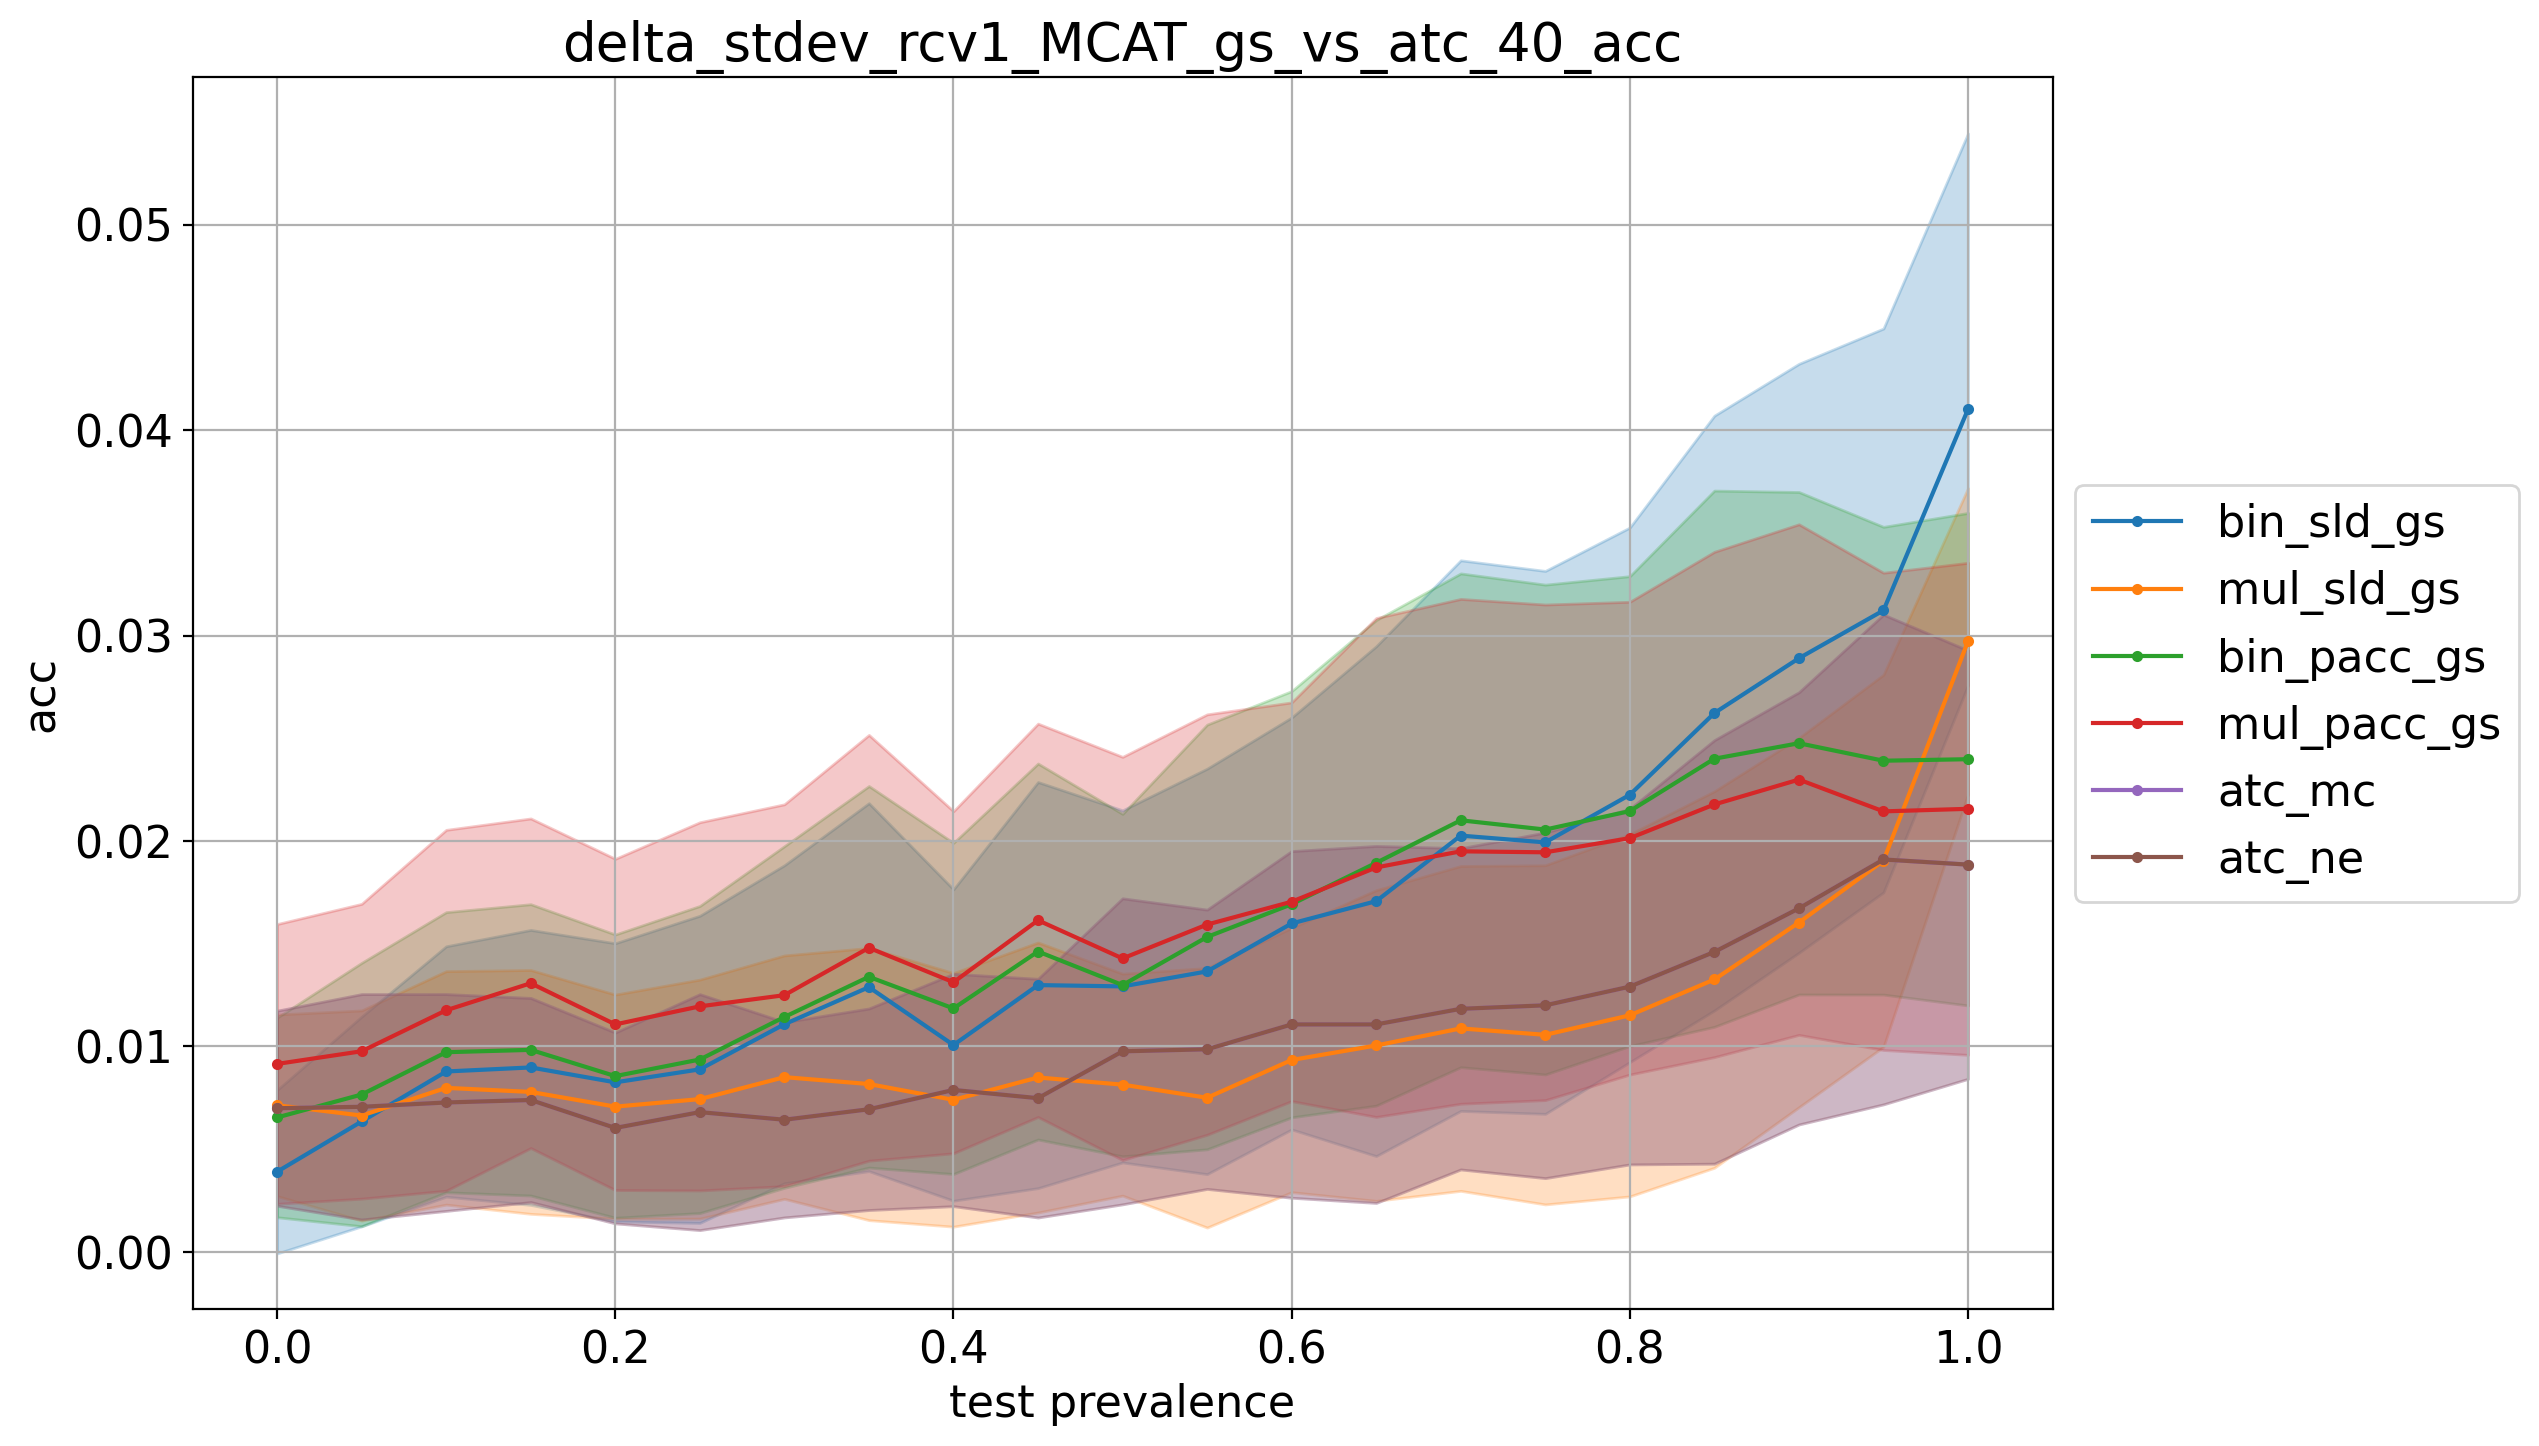 delta_stdev_rcv1_MCAT_gs_vs_atc_40_acc
acc
0.05
0.04
0.03
0.02
0.01
0.00
0.0 0.2 0.4 0.6 0.8 1.0
test prevalence
bin_sld_gs
mul_sld_gs
bin_pacc_gs
mul_pacc_gs
atc_mc
atc_ne